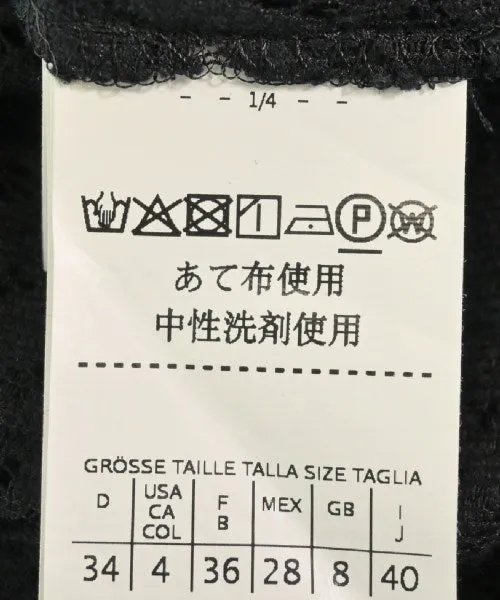 - - 1/4 - -
P W
あて布使用
中性洗剤使用
GRÖSSE TAILLE TALLA SIZE TAGLIA
D USA CA COL F B MEX GB I J
34 4 36 28 8 40